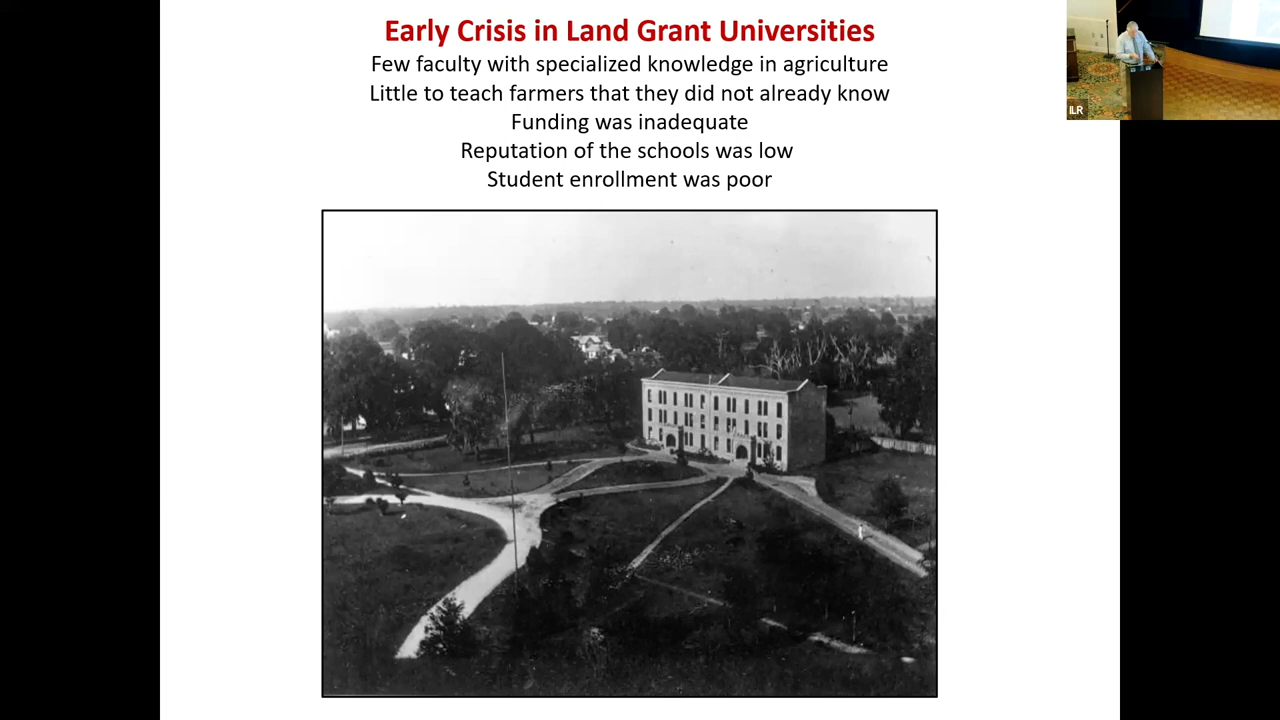 Early Crisis in Land Grant Universities
Few faculty with specialized knowledge in agriculture
Little to teach farmers that they did not already know
Funding was inadequate
Reputation of the schools was low
Student enrollment was poor
ILR